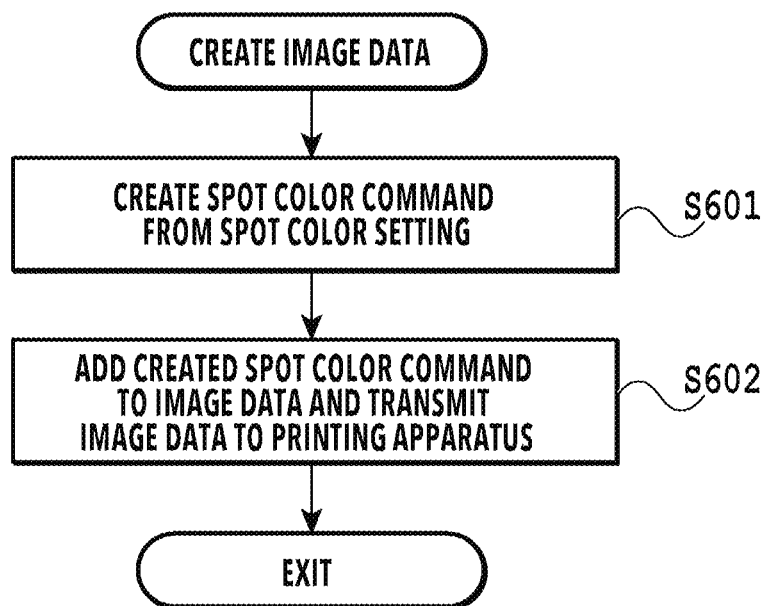 CREATE IMAGE DATA
CREATE SPOT COLOR COMMAND
FROM SPOT COLOR SETTING
S601
ADD CREATED SPOT COLOR COMMAND
TO IMAGE DATA AND TRANSMIT
IMAGE DATA TO PRINTING APPARATUS
S602
EXIT